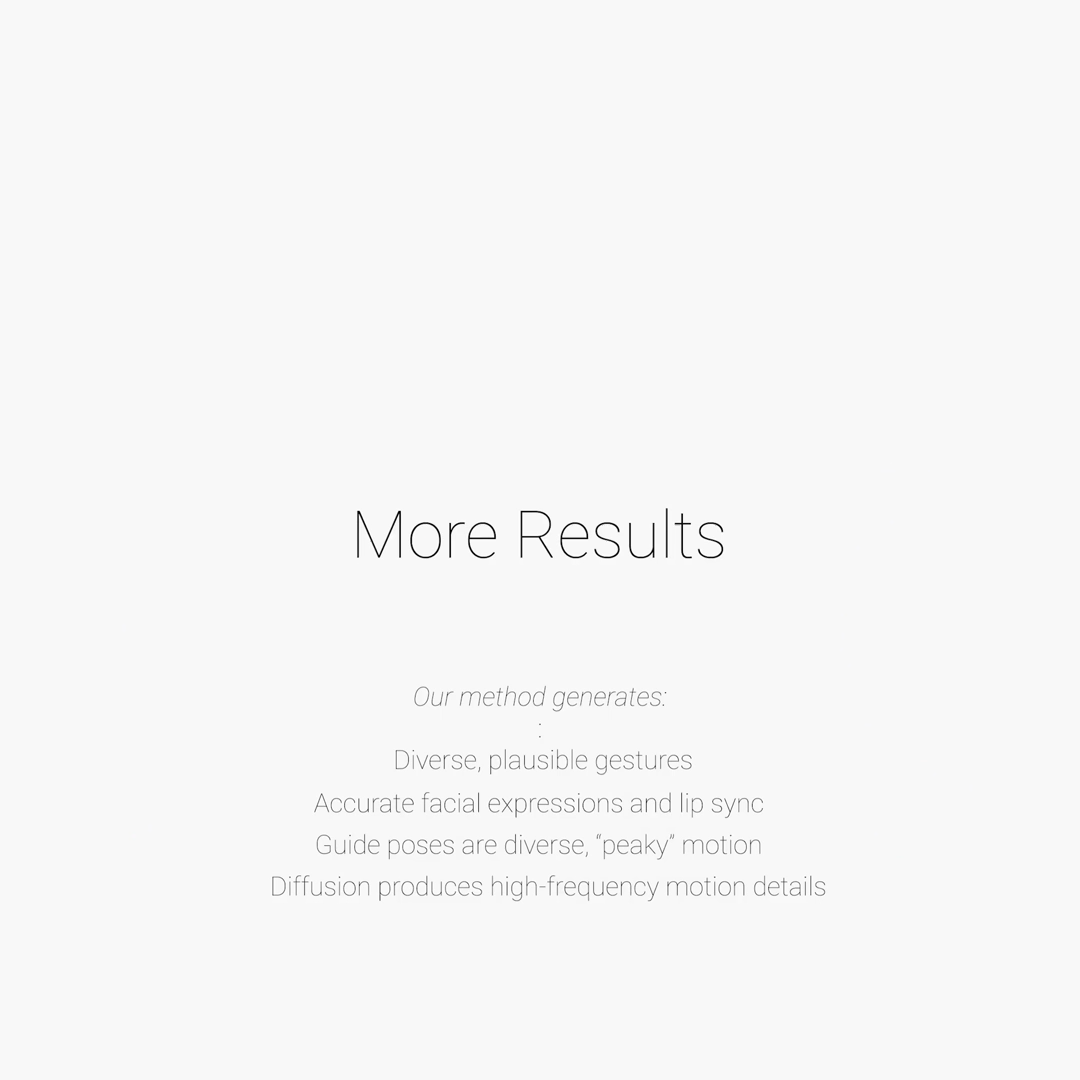 More Results
Our method generates:
:
Diverse, plausible gestures
Accurate facial expressions and lip sync
Guide poses are diverse, “peaky” motion
Diffusion produces high-frequency motion details